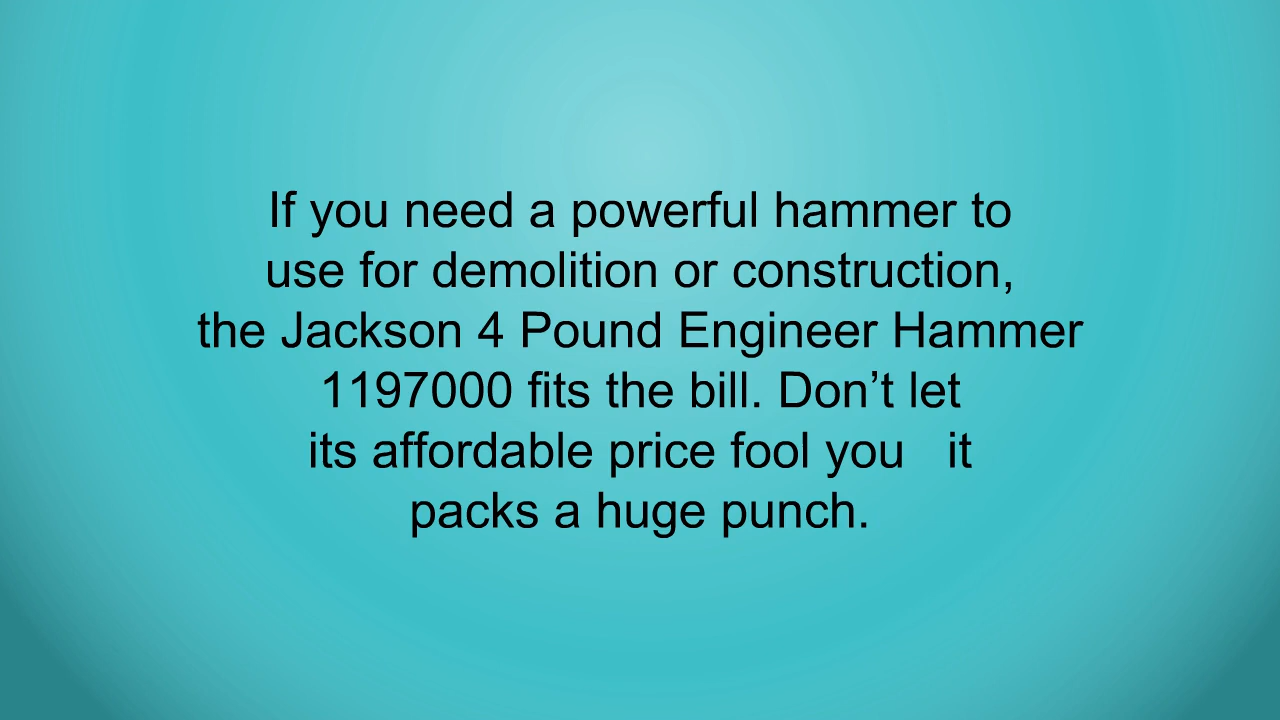 If you need a powerful hammer to
use for demolition or construction,
the Jackson 4 Pound Engineer Hammer
1197000 fits the bill. Don’t let
its affordable price fool you   it
packs a huge punch.